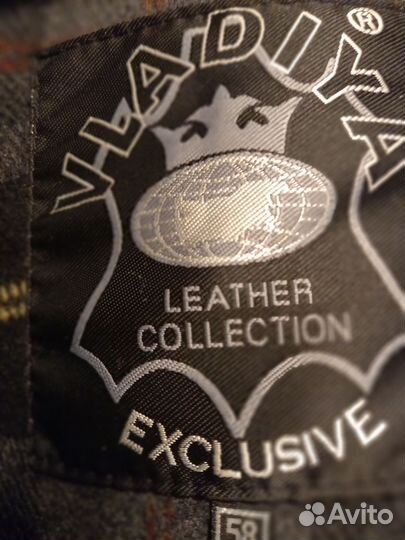 VLADIYA®
LEATHER
COLLECTION
EXCLUSIVE
58
Avito